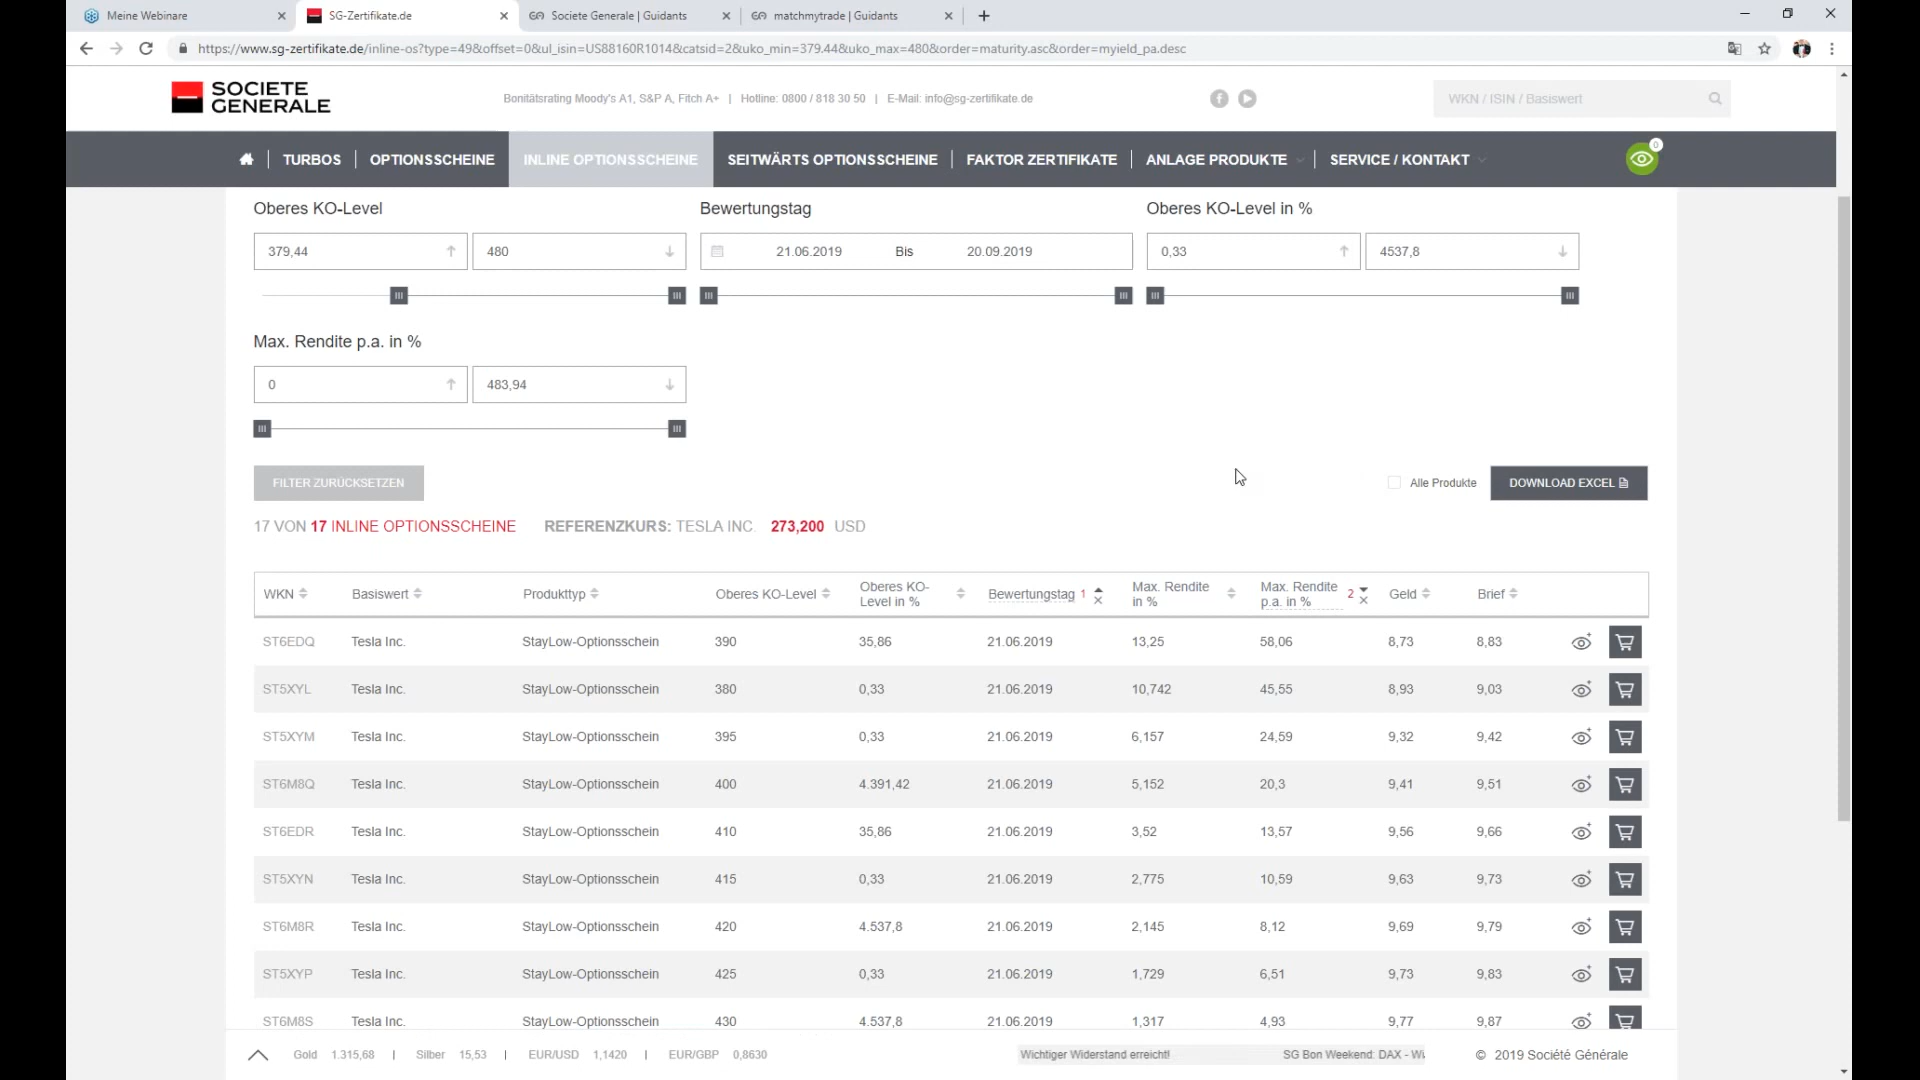 Meine Webinare
SG-Zertifikate.de
Societe Generale | Guidants
matchmytrade | Guidants
https://www.sg-zertifikate.de/inline-os?type=49&offset=0&ul_isin=US88160R1014&catsid=2&uko_min=379.44&uko_max=480&order=maturity.asc&order=myield_pa.desc
SOCIETE GENERALE
Bonitätsrating Moody's A1, S&P A, Fitch A+ | Hotline: 0800 / 818 30 50 | E-Mail: info@sg-zertifikate.de
WKN / ISIN / Basiswert
TURBOS | OPTIONSSCHEINE INLINE OPTIONSSCHEINE SEITWÄRTS OPTIONSSCHEINE | FAKTOR ZERTIFIKATE | ANLAGE PRODUKTE | SERVICE / KONTAKT 0
Oberes KO-Level Bewertungstag Oberes KO-Level in %
379,44 480 21.06.2019 Bis 20.09.2019 0,33 4537,8
Max. Rendite p.a. in %
0 483,94
FILTER ZURÜCKSETZEN Alle Produkte DOWNLOAD EXCEL
17 VON 17 INLINE OPTIONSSCHEINE REFERENZKURS: TESLA INC. 273,200 USD
WKN Basiswert Produkttyp Oberes KO-Level Oberes KO-Level in % Bewertungstag 1 Max. Rendite in % Max. Rendite p.a. in % 2 Geld Brief
ST6EDQ Tesla Inc. StayLow-Optionsschein 390 35,86 21.06.2019 13,25 58,06 8,73 8,83
ST5XYL Tesla Inc. StayLow-Optionsschein 380 0,33 21.06.2019 10,742 45,55 8,93 9,03
ST5XYM Tesla Inc. StayLow-Optionsschein 395 0,33 21.06.2019 6,157 24,59 9,32 9,42
ST6M8Q Tesla Inc. StayLow-Optionsschein 400 4.391,42 21.06.2019 5,152 20,3 9,41 9,51
ST6EDR Tesla Inc. StayLow-Optionsschein 410 35,86 21.06.2019 3,52 13,57 9,56 9,66
ST5XYN Tesla Inc. StayLow-Optionsschein 415 0,33 21.06.2019 2,775 10,59 9,63 9,73
ST6M8R Tesla Inc. StayLow-Optionsschein 420 4.537,8 21.06.2019 2,145 8,12 9,69 9,79
ST5XYP Tesla Inc. StayLow-Optionsschein 425 0,33 21.06.2019 1,729 6,51 9,73 9,83
ST6M8S Tesla Inc. StayLow-Optionsschein 430 4.537,8 21.06.2019 1,317 4,93 9,77 9,87
Gold 1.315,68 | Silber 15,53 | EUR/USD 1,1420 | EUR/GBP 0,8630 Wichtiger Widerstand erreicht! SG Bon Weekend: DAX - © 2019 Société Générale